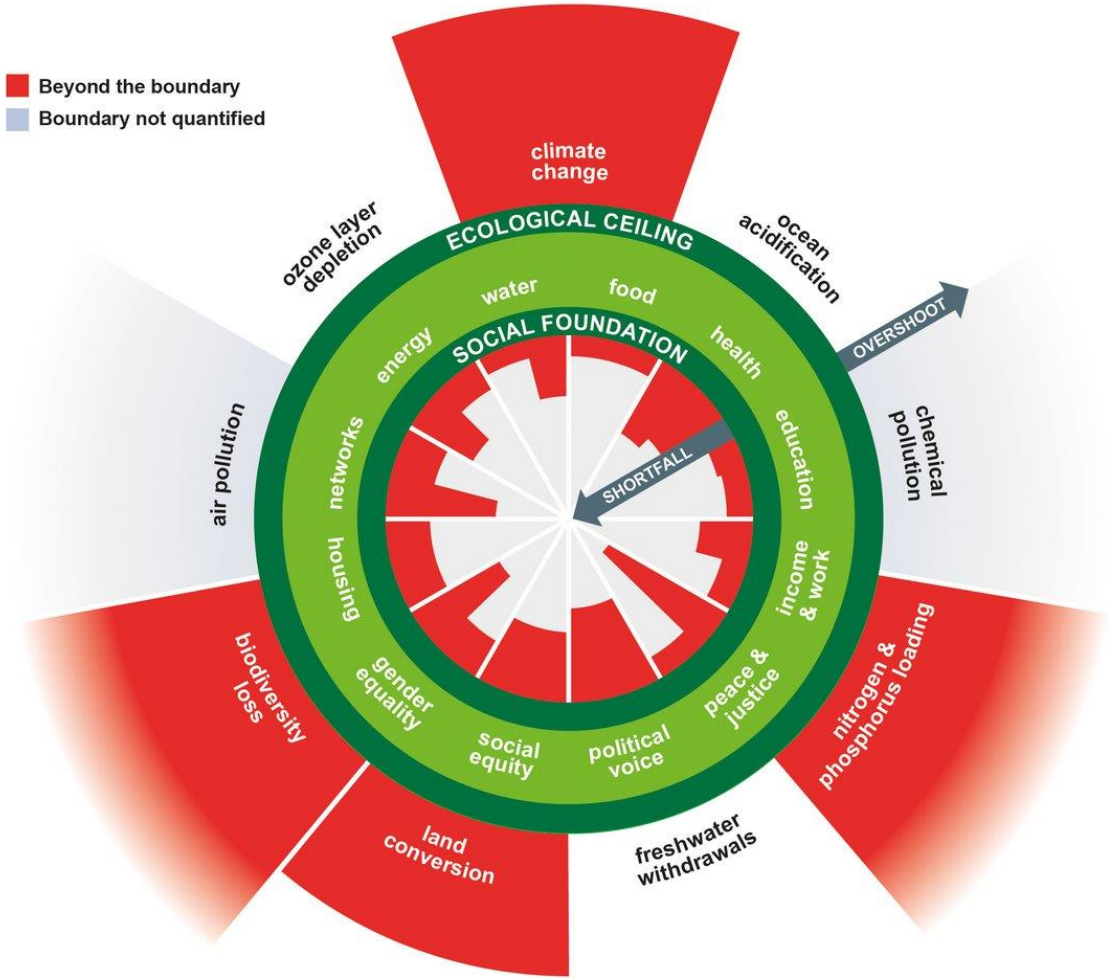 Beyond the boundary
Boundary not quantified
climate
change
ozone layer
depletion
ocean
acidification
ECOLOGICAL CEILING
water
food
energy
health
SOCIAL FOUNDATION
OVERSHOOT
networks
education
SHORTFALL
air pollution
chemical
pollution
housing
income
& work
biodiversity
loss
gender
equality
peace &
justice
nitrogen &
phosphorus loading
social
equity
political
voice
land
conversion
freshwater
withdrawals